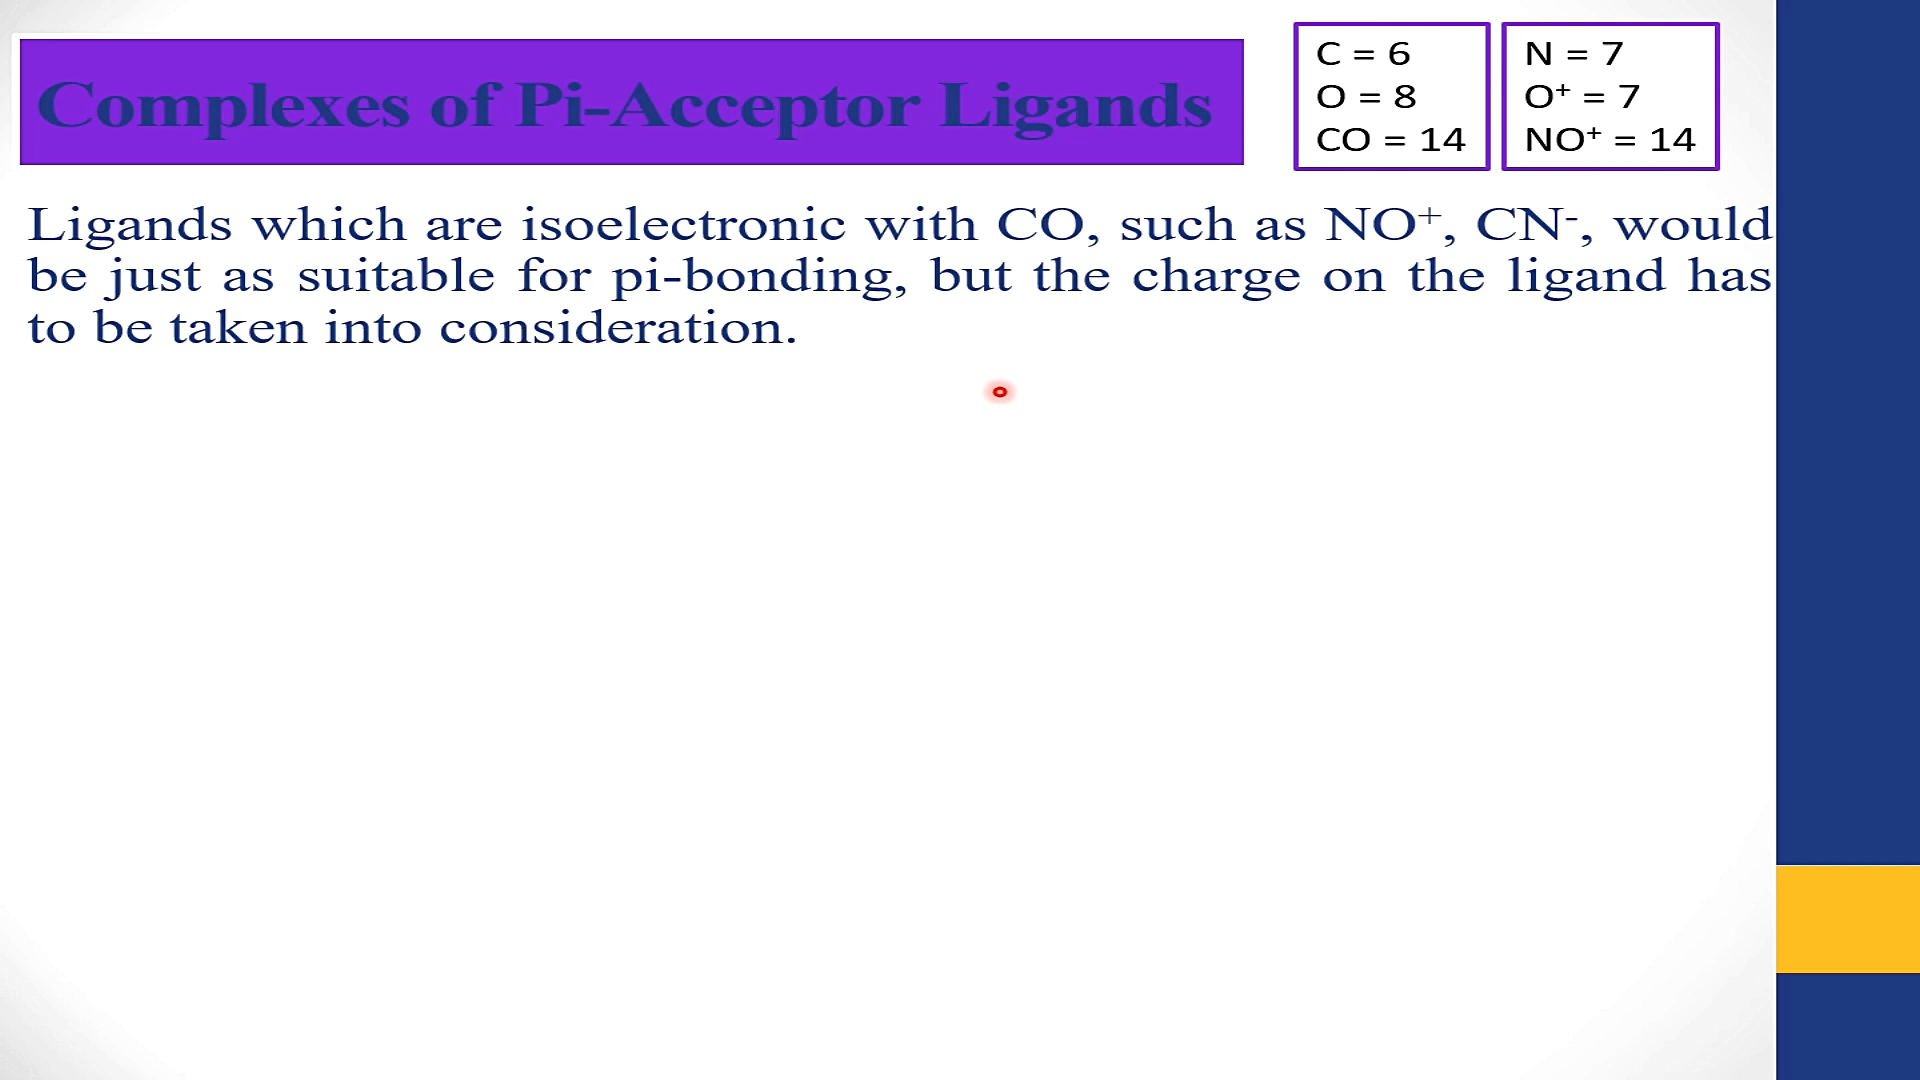 Complexes of Pi-Acceptor Ligands
C = 6
O = 8
CO = 14
N = 7
O⁺ = 7
NO⁺ = 14
Ligands which are isoelectronic with CO, such as NO⁺, CN⁻, would
be just as suitable for pi-bonding, but the charge on the ligand has
to be taken into consideration.